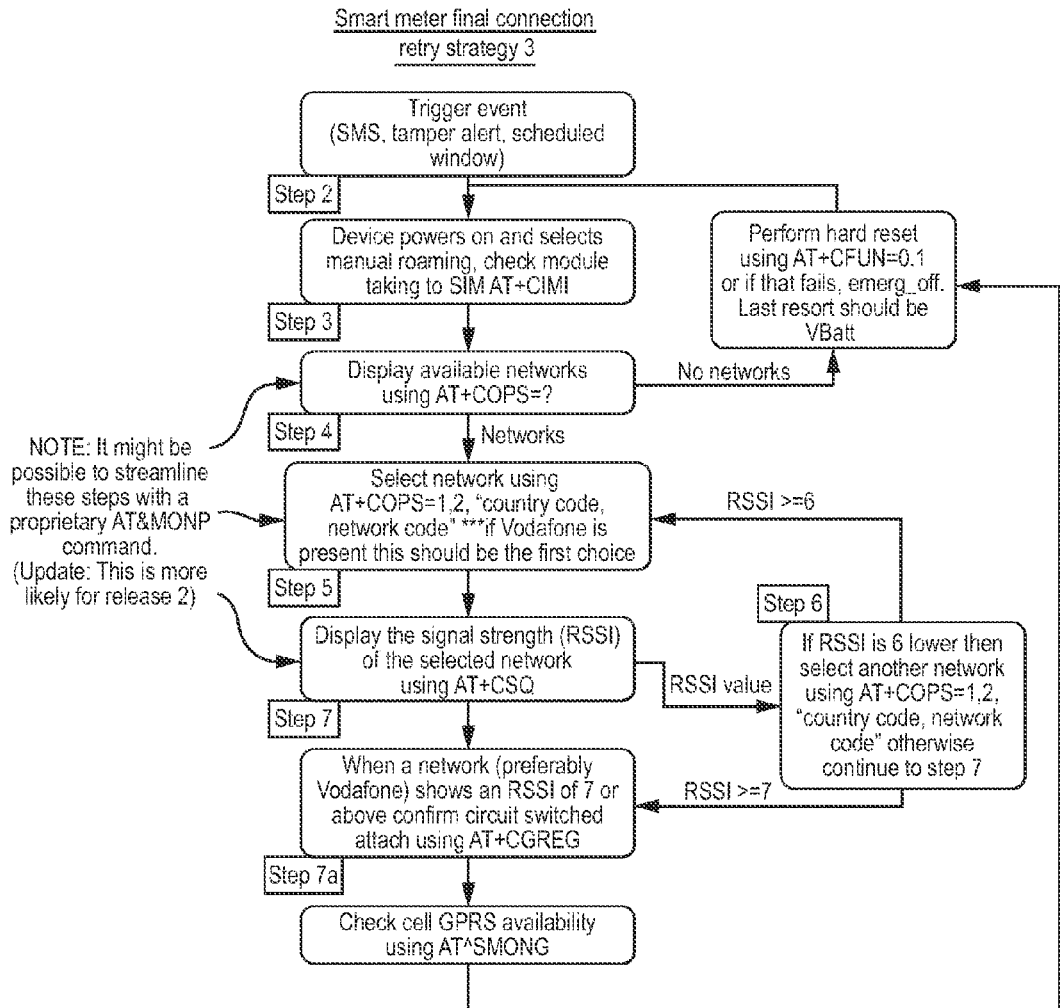 Smart meter final connection
retry strategy 3
Trigger event
(SMS, tamper alert, scheduled
window)
Step 2
Device powers on and selects
manual roaming, check module
taking to SIM AT+CIMI
Perform hard reset
using AT+CFUN=0.1
or if that fails, emerg_off.
Last resort should be
VBatt
Step 3
Display available networks
using AT+COPS=?
No networks
Step 4
Networks
NOTE: It might be
possible to streamline
these steps with a
proprietary AT&MONP
command.
(Update: This is more
likely for release 2)
Select network using
AT+COPS=1,2, “country code,
network code” ***if Vodafone is
present this should be the first choice
RSSI >=6
Step 5
Display the signal strength (RSSI)
of the selected network
using AT+CSQ
RSSI value
Step 6
If RSSI is 6 lower then
select another network
using AT+COPS=1,2,
“country code, network
code” otherwise
continue to step 7
Step 7
When a network (preferably
Vodafone) shows an RSSI of 7 or
above confirm circuit switched
attach using AT+CGREG
RSSI >=7
Step 7a
Check cell GPRS availability
using AT^SMONG